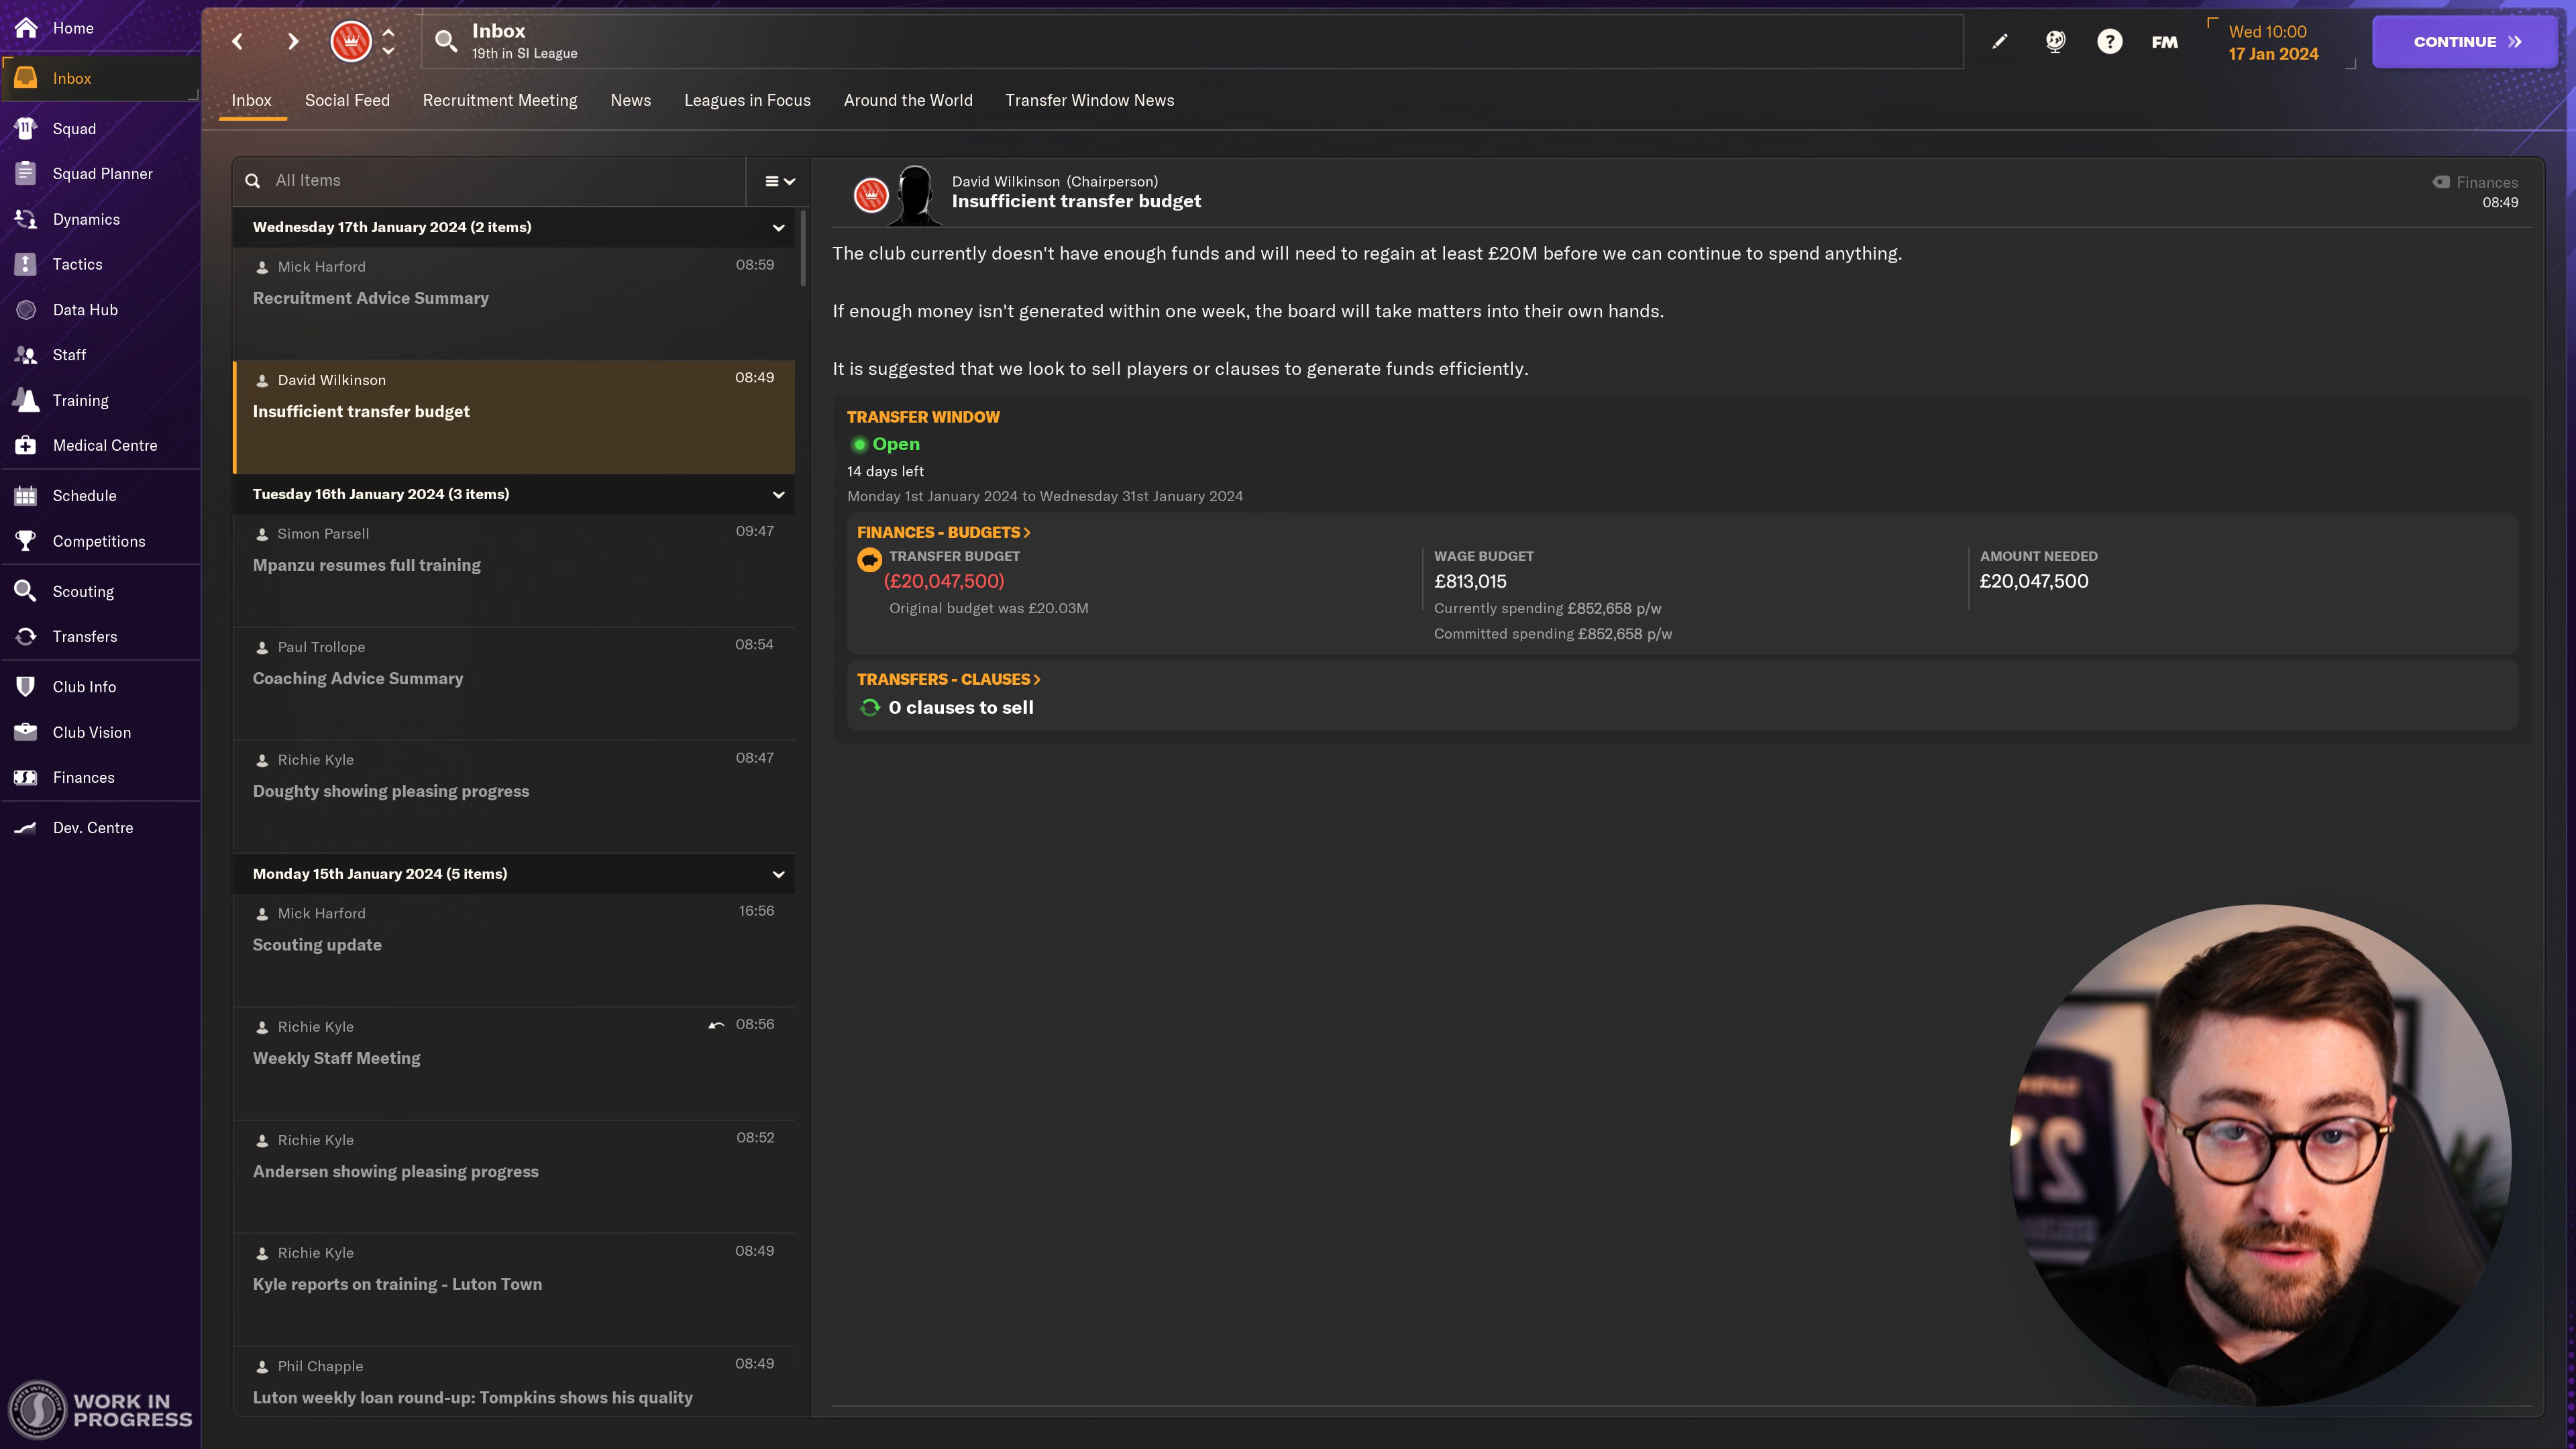 Home
Inbox
Squad
Squad Planner
Dynamics
Tactics
Data Hub
Staff
Training
Medical Centre
Schedule
Competitions
Scouting
Transfers
Club Info
Club Vision
Finances
Dev. Centre
WORK IN
PROGRESS
Inbox
19th in SI League
FM
Wed 10:00
17 Jan 2024
CONTINUE
Inbox Social Feed Recruitment Meeting News Leagues in Focus Around the World Transfer Window News
All Items
Wednesday 17th January 2024 (2 items)
Mick Harford 08:59
Recruitment Advice Summary
David Wilkinson 08:49
Insufficient transfer budget
Tuesday 16th January 2024 (3 items)
Simon Parsell 09:47
Mpanzu resumes full training
Paul Trollope 08:54
Coaching Advice Summary
Richie Kyle 08:47
Doughty showing pleasing progress
Monday 15th January 2024 (5 items)
Mick Harford 16:56
Scouting update
Richie Kyle 08:56
Weekly Staff Meeting
Richie Kyle 08:52
Andersen showing pleasing progress
Richie Kyle 08:49
Kyle reports on training - Luton Town
Phil Chapple 08:49
Luton weekly loan round-up: Tompkins shows his quality
David Wilkinson (Chairperson)
Insufficient transfer budget
Finances
08:49
The club currently doesn't have enough funds and will need to regain at least £20M before we can continue to spend anything.
If enough money isn't generated within one week, the board will take matters into their own hands.
It is suggested that we look to sell players or clauses to generate funds efficiently.
TRANSFER WINDOW
Open
14 days left
Monday 1st January 2024 to Wednesday 31st January 2024
FINANCES - BUDGETS >
TRANSFER BUDGET
(£20,047,500)
Original budget was £20.03M
WAGE BUDGET
£813,015
Currently spending £852,658 p/w
Committed spending £852,658 p/w
AMOUNT NEEDED
£20,047,500
TRANSFERS - CLAUSES >
0 clauses to sell